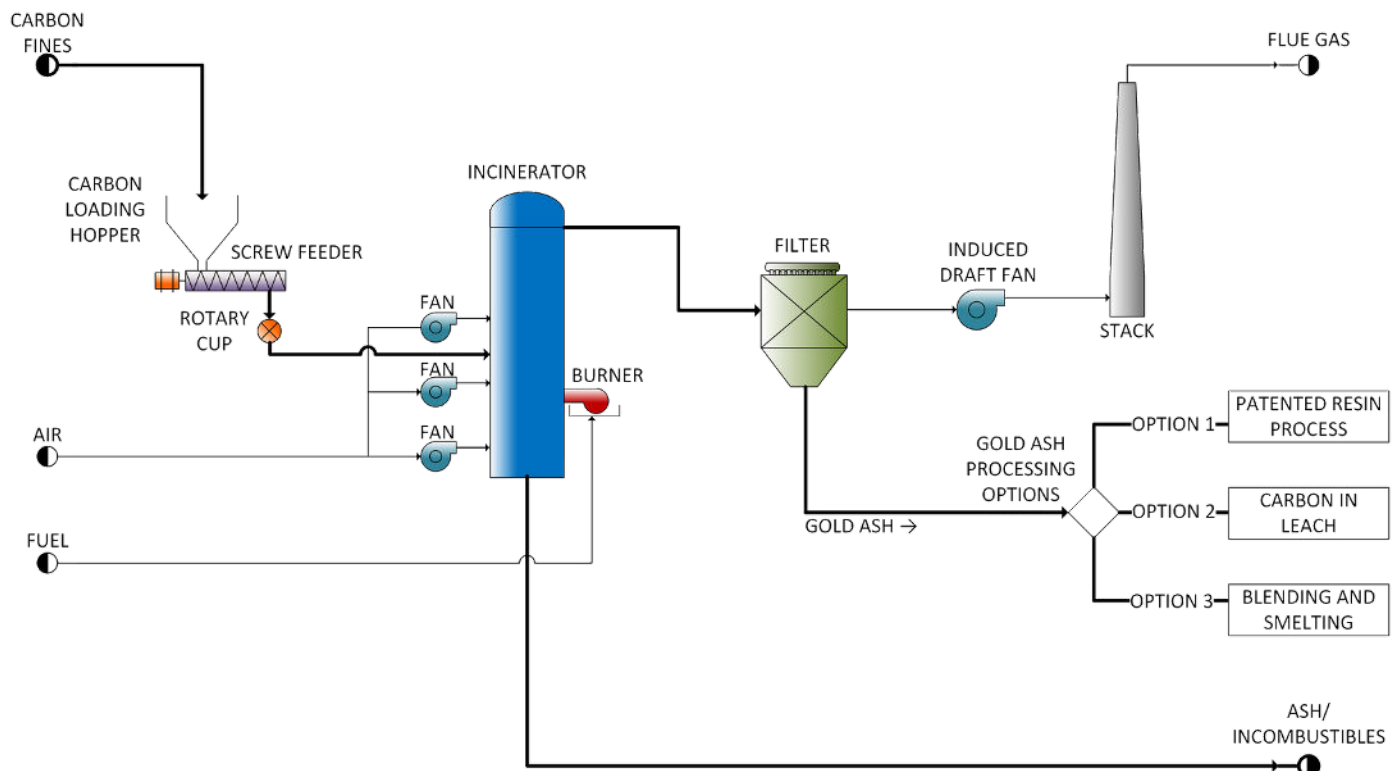 CARBON
FINES
FLUE GAS
INCINERATOR
CARBON
LOADING
HOPPER
SCREW FEEDER
FILTER
INDUCED
DRAFT FAN
FAN
ROTARY
CUP
STACK
FAN
BURNER
FAN
AIR
OPTION 1
PATENTED RESIN
PROCESS
GOLD ASH
PROCESSING
OPTIONS
OPTION 2
CARBON IN
LEACH
GOLD ASH →
FUEL
OPTION 3
BLENDING AND
SMELTING
ASH/
INCOMBUSTIBLES